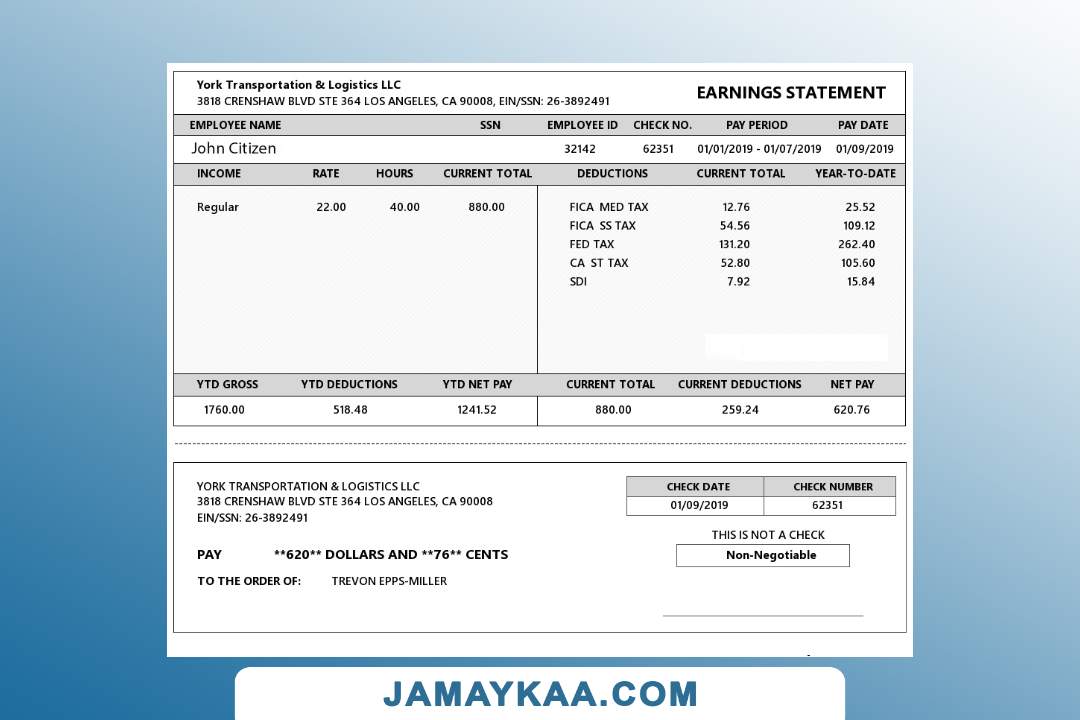 York Transportation & Logistics LLC
3818 CRENSHAW BLVD STE 364 LOS ANGELES, CA 90008, EIN/SSN: 26-3892491
EARNINGS STATEMENT
EMPLOYEE NAME SSN EMPLOYEE ID CHECK NO. PAY PERIOD PAY DATE
John Citizen 32142 62351 01/01/2019 - 01/07/2019 01/09/2019
INCOME RATE HOURS CURRENT TOTAL DEDUCTIONS CURRENT TOTAL YEAR-TO-DATE
Regular 22.00 40.00 880.00 FICA MED TAX 12.76 25.52
FICA SS TAX 54.56 109.12
FED TAX 131.20 262.40
CA ST TAX 52.80 105.60
SDI 7.92 15.84
YTD GROSS YTD DEDUCTIONS YTD NET PAY CURRENT TOTAL CURRENT DEDUCTIONS NET PAY
1760.00 518.48 1241.52 880.00 259.24 620.76
YORK TRANSPORTATION & LOGISTICS LLC
3818 CRENSHAW BLVD STE 364 LOS ANGELES, CA 90008
EIN/SSN: 26-3892491
CHECK DATE CHECK NUMBER
01/09/2019 62351
THIS IS NOT A CHECK
Non-Negotiable
PAY **620** DOLLARS AND **76** CENTS
TO THE ORDER OF: TREVON EPPS-MILLER
JAMAYKAA.COM